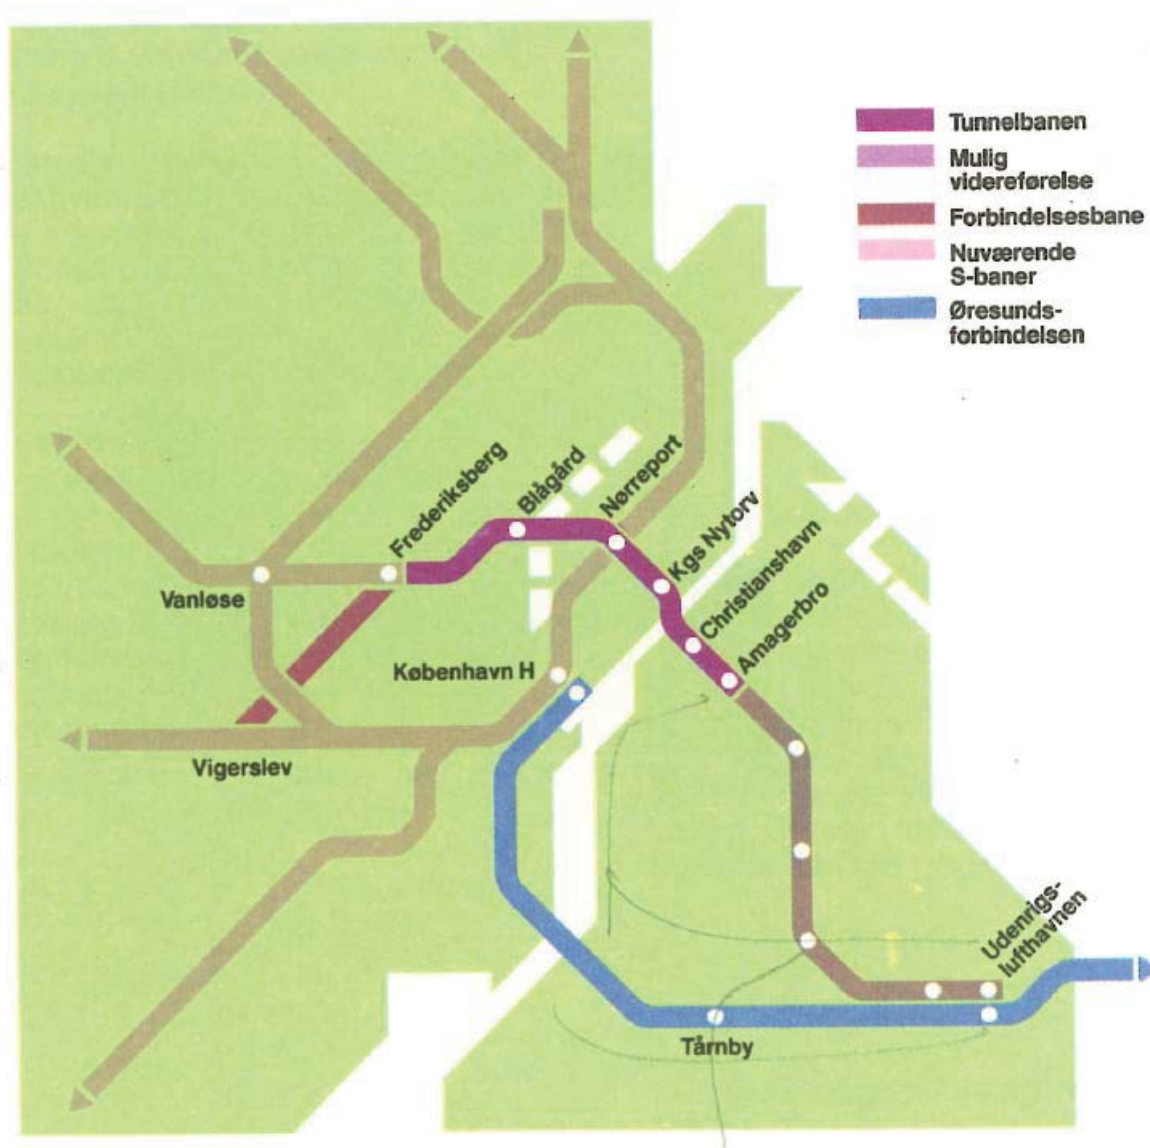 Tunnelbanen
Mulig
videreførelse
Forbindelsesbane
Nuværende
S-baner
Øresunds-
forbindelsen
Frederiksberg
Blågård
Nørreport
Kgs Nytorv
Christianshavn
Amagerbro
Vanløse
København H
Vigerslev
Udenrigs-
lufthavnen
Tårnby